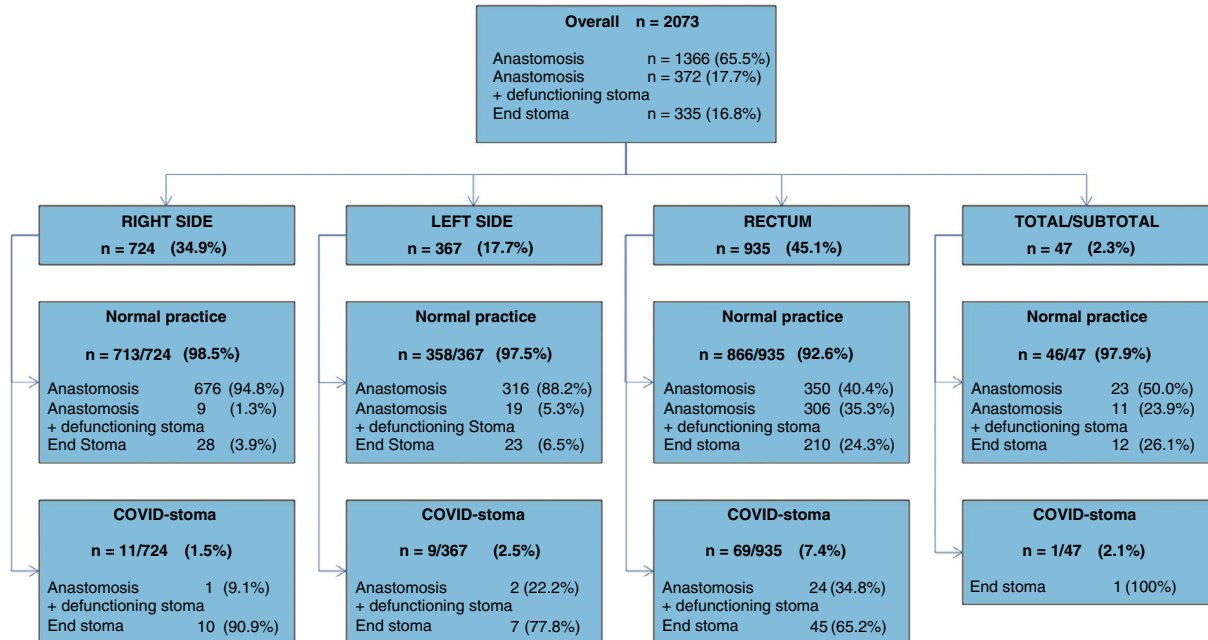 Overall n = 2073
Anastomosis n = 1366 (65.5%)
Anastomosis n = 372 (17.7%)
+ defunctioning stoma
End stoma n = 335 (16.8%)
RIGHT SIDE
n = 724 (34.9%)
LEFT SIDE
n = 367 (17.7%)
RECTUM
n = 935 (45.1%)
TOTAL/SUBTOTAL
n = 47 (2.3%)
Normal practice
n = 713/724 (98.5%)
Anastomosis 676 (94.8%)
Anastomosis 9 (1.3%)
+ defunctioning stoma
End Stoma 28 (3.9%)
Normal practice
n = 358/367 (97.5%)
Anastomosis 316 (88.2%)
Anastomosis 19 (5.3%)
+ defunctioning Stoma
End Stoma 23 (6.5%)
Normal practice
n = 866/935 (92.6%)
Anastomosis 350 (40.4%)
Anastomosis 306 (35.3%)
+ defunctioning stoma
End stoma 210 (24.3%)
Normal practice
n = 46/47 (97.9%)
Anastomosis 23 (50.0%)
Anastomosis 11 (23.9%)
+ defunctioning stoma
End stoma 12 (26.1%)
COVID-stoma
n = 11/724 (1.5%)
Anastomosis 1 (9.1%)
+ defunctioning stoma
End stoma 10 (90.9%)
COVID-stoma
n = 9/367 (2.5%)
Anastomosis 2 (22.2%)
+ defunctioning stoma
End stoma 7 (77.8%)
COVID-stoma
n = 69/935 (7.4%)
Anastomosis 24 (34.8%)
+ defunctioning stoma
End stoma 45 (65.2%)
COVID-stoma
n = 1/47 (2.1%)
End stoma 1 (100%)